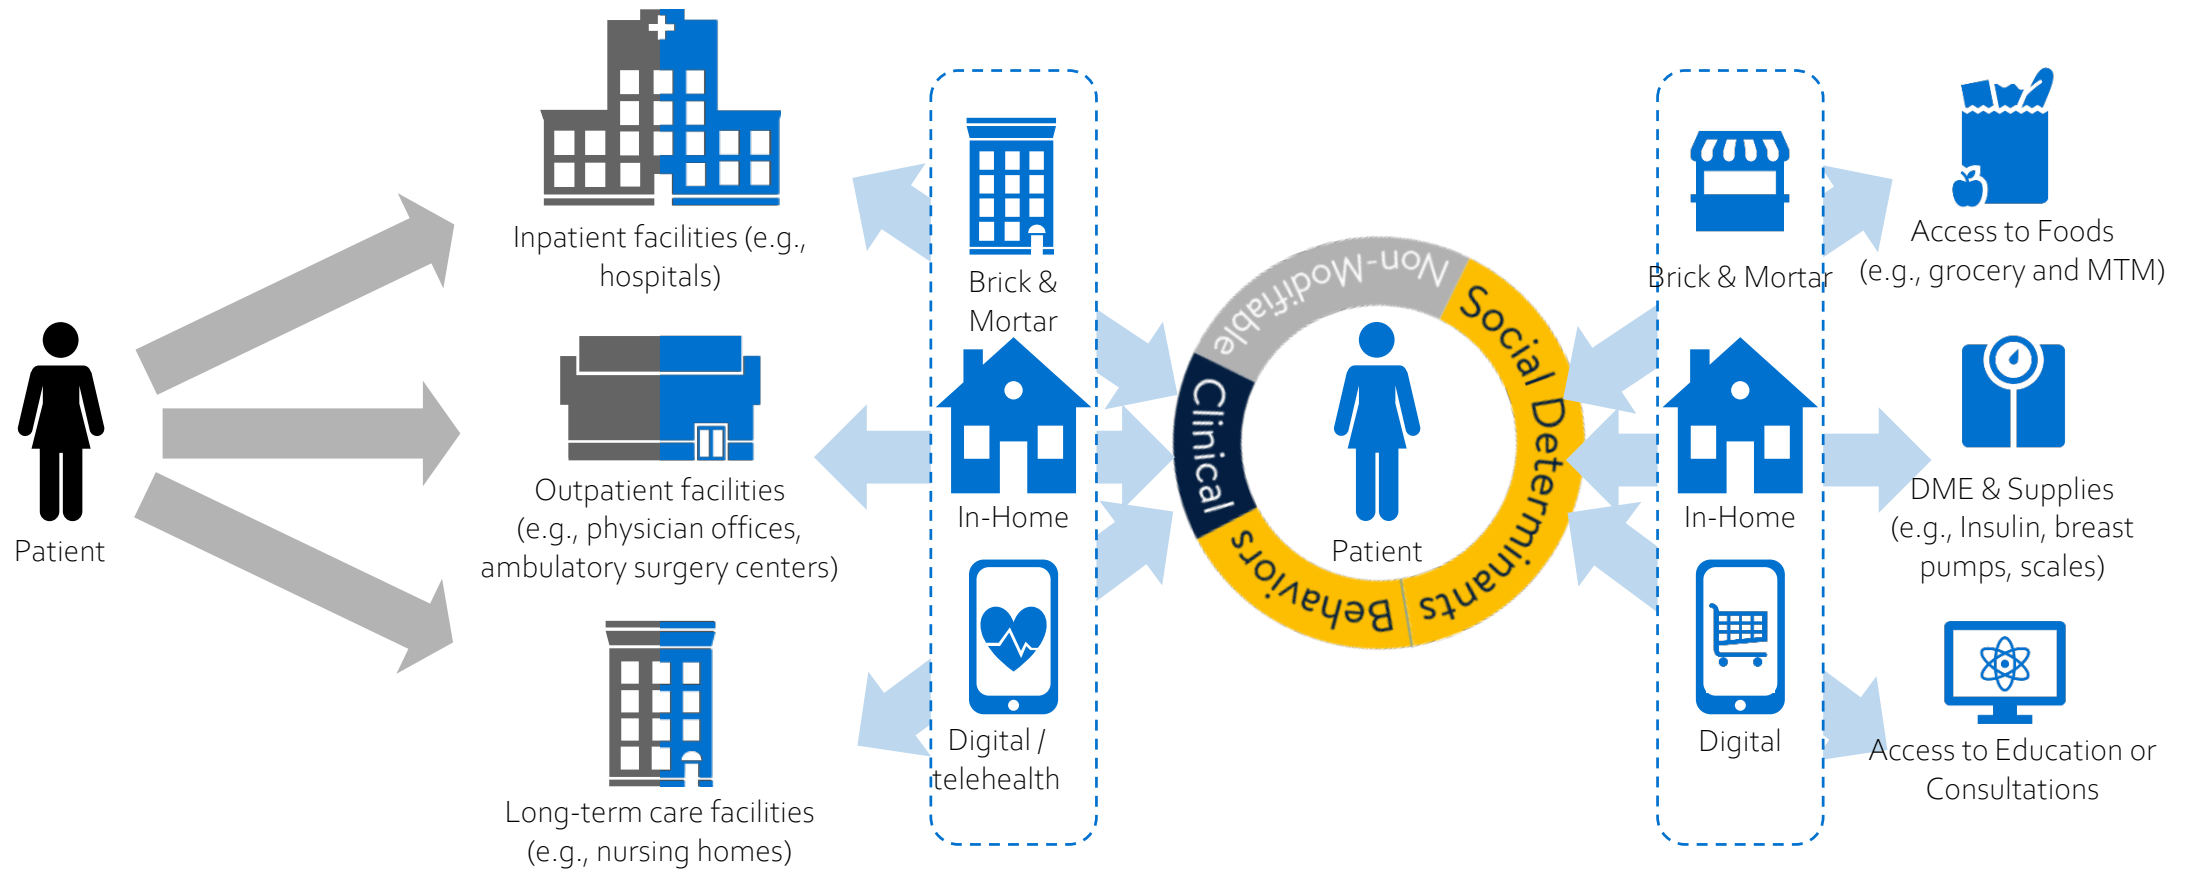 Patient
Inpatient facilities (e.g.,
hospitals)
Outpatient facilities
(e.g., physician offices,
ambulatory surgery centers)
Long-term care facilities
(e.g., nursing homes)
Brick &
Mortar
In-Home
Digital /
telehealth
Non-Modifiable
Social Determinants
Behaviors
Clinical
Patient
Brick & Mortar
In-Home
Digital
Access to Foods
(e.g., grocery and MTM)
DME & Supplies
(e.g., Insulin, breast
pumps, scales)
Access to Education or
Consultations